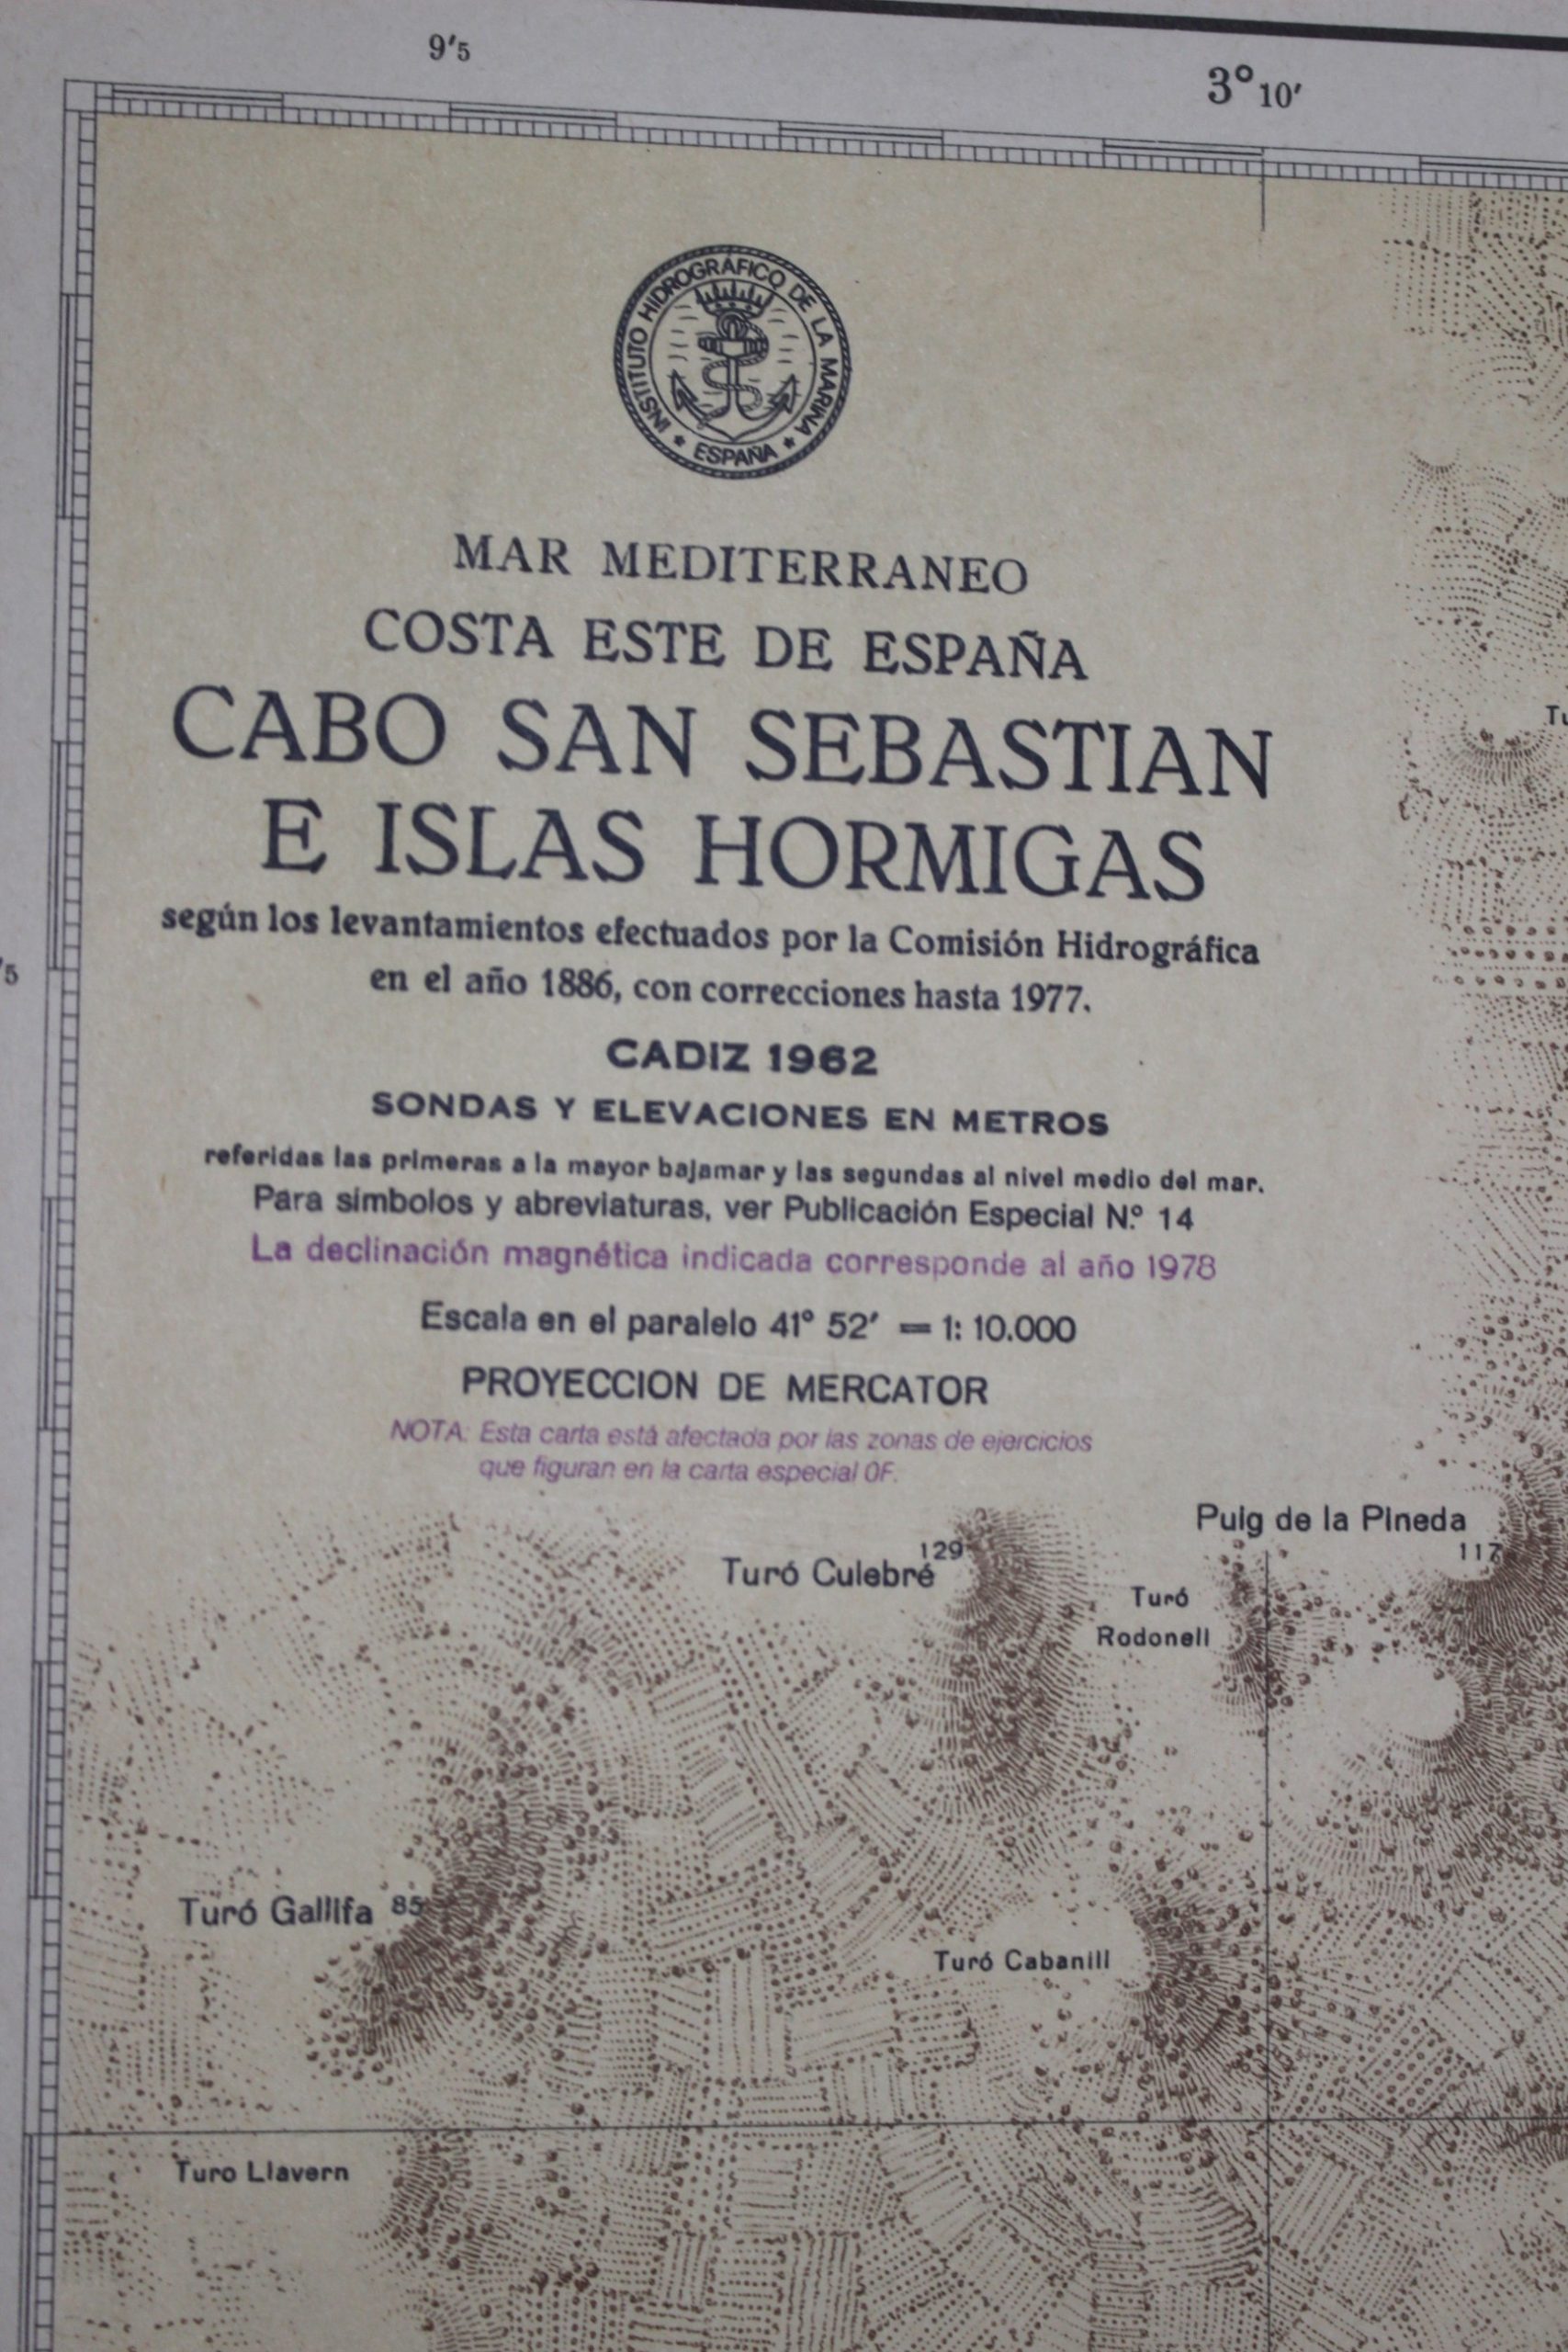 9′5
3° 10′
INSTITUTO HIDROGRÁFICO DE LA MARINA
★ ESPAÑA ★
MAR MEDITERRANEO
COSTA ESTE DE ESPAÑA
CABO SAN SEBASTIAN
E ISLAS HORMIGAS
según los levantamientos efectuados por la Comisión Hidrográfica
en el año 1886, con correcciones hasta 1977.
′5
CADIZ 1962
SONDAS Y ELEVACIONES EN METROS
referidas las primeras a la mayor bajamar y las segundas al nivel medio del mar.
Para símbolos y abreviaturas, ver Publicación Especial N.º 14
La declinación magnética indicada corresponde al año 1978
Escala en el paralelo 41° 52′ = 1: 10.000
PROYECCION DE MERCATOR
NOTA: Esta carta está afectada por las zonas de ejercicios
que figuran en la carta especial 0F.
Puig de la Pineda
117
129
Turó Culebré
Turó
Rodonell
Turó Gallifa 85
Turó Cabanill
Turo Llavern